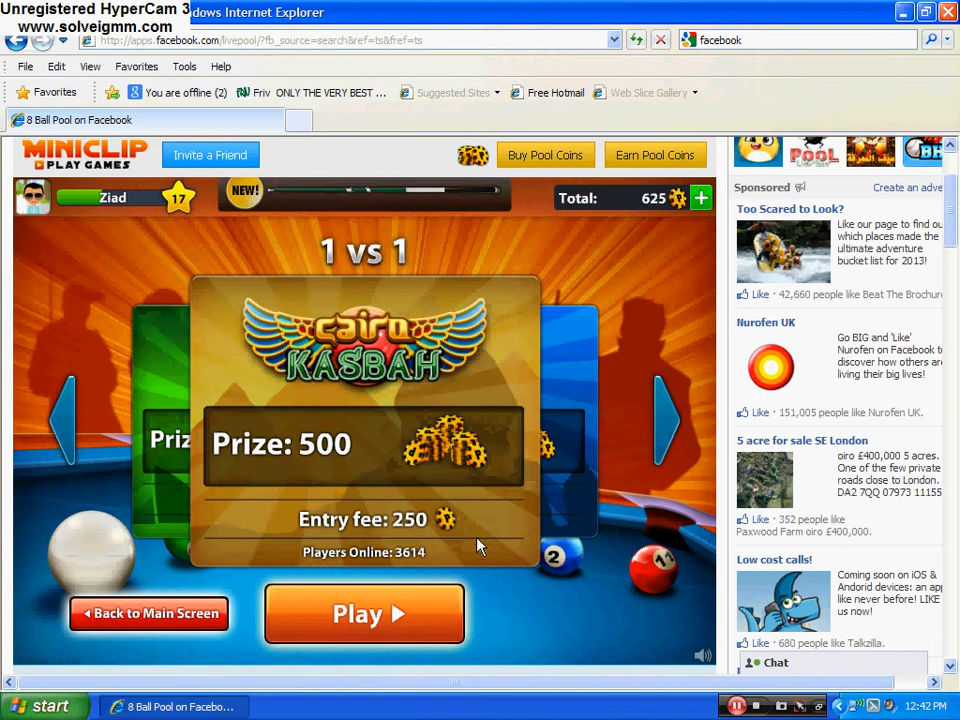 Unregistered HyperCam 3
www.solveigmm.com
dows Internet Explorer
http://apps.facebook.com/livepool/?fb_source=search&ref=ts&fref=ts
facebook
File Edit View Favorites Tools Help
Favorites You are offline (2) Friv ONLY THE VERY BEST ... Suggested Sites Free Hotmail Web Slice Gallery
8 Ball Pool on Facebook
MINICLIP
PLAY GAMES
Invite a Friend
Buy Pool Coins
Earn Pool Coins
POOL
Ziad
17
NEW!
Total: 625
1 vs 1
Cairo
KASBAH
Priz
Prize: 500
Entry fee: 250
Players Online: 3614
2
11
Back to Main Screen
Play
Sponsored
Create an adve
Too Scared to Look?
Like our page to find ou
which places made the
ultimate adventure
bucket list for 2013!
Like · 42,660 people like Beat The Brochur
Nurofen UK
Go BIG and 'Like'
Nurofen on Facebook t
discover how others ar
living their big lives!
Like · 151,005 people like Nurofen UK.
5 acre for sale SE London
oiro £400,000 5 acres.
One of the few private
roads close to London.
DA2 7QQ 07973 11155
Like · 352 people like
Paxwood Farm oiro £400,000.
Low cost calls!
Coming soon on iOS &
Andorid devices: an app
like never before! LIKE
us now!
Like · 680 people like Talkzilla.
Chat
start
8 Ball Pool on Facebo...
12:42 PM